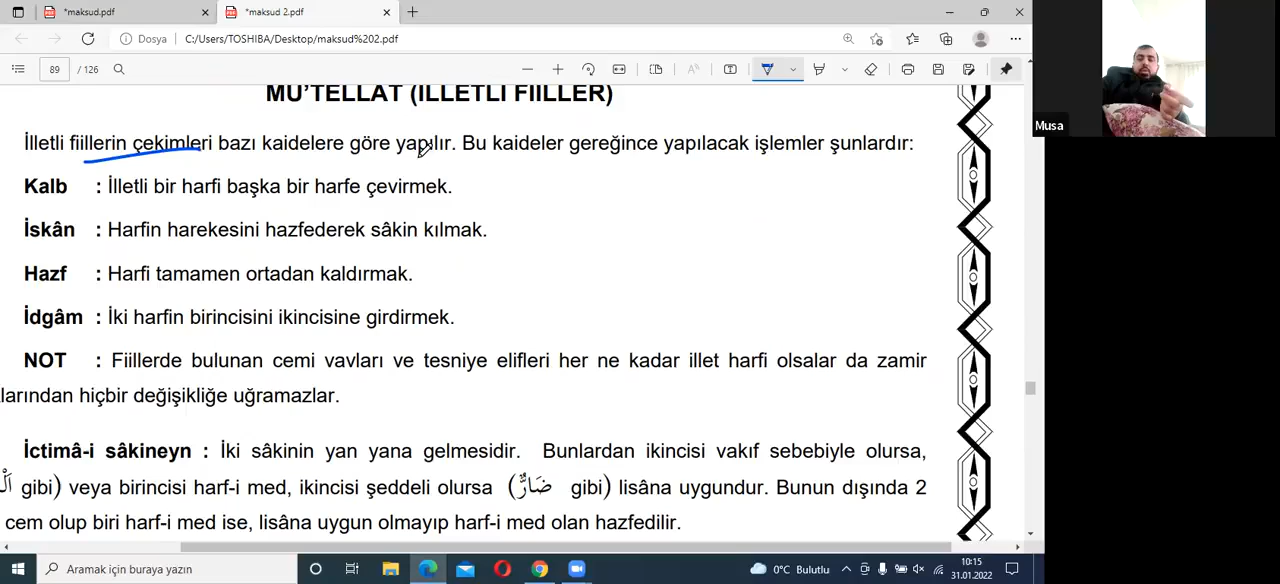 *maksud.pdf
*maksud 2.pdf
Dosya
C:/Users/TOSHIBA/Desktop/maksud%202.pdf
89
/ 126
MU’TELLAT (İLLETLİ FİİLLER)
İlletli fiillerin çekimleri bazı kaidelere göre yapılır. Bu kaideler gereğince yapılacak işlemler şunlardır:
Kalb : İlletli bir harfi başka bir harfe çevirmek.
İskân : Harfin harekesini hazfederek sâkin kılmak.
Hazf : Harfi tamamen ortadan kaldırmak.
İdgâm : İki harfin birincisini ikincisine girdirmek.
NOT : Fiillerde bulunan cemi vavları ve tesniye elifleri her ne kadar illet harfi olsalar da zamir
larından hiçbir değişikliğe uğramazlar.
İctimâ-i sâkineyn : İki sâkinin yan yana gelmesidir. Bunlardan ikincisi vakıf sebebiyle olursa,
gibi) veya birincisi harf-i med, ikincisi şeddeli olursa (ضَارٌّ gibi) lisâna uygundur. Bunun dışında 2
cem olup biri harf-i med ise, lisâna uygun olmayıp harf-i med olan hazfedilir.
Musa
Aramak için buraya yazın
0°C Bulutlu
10:15
31.01.2022